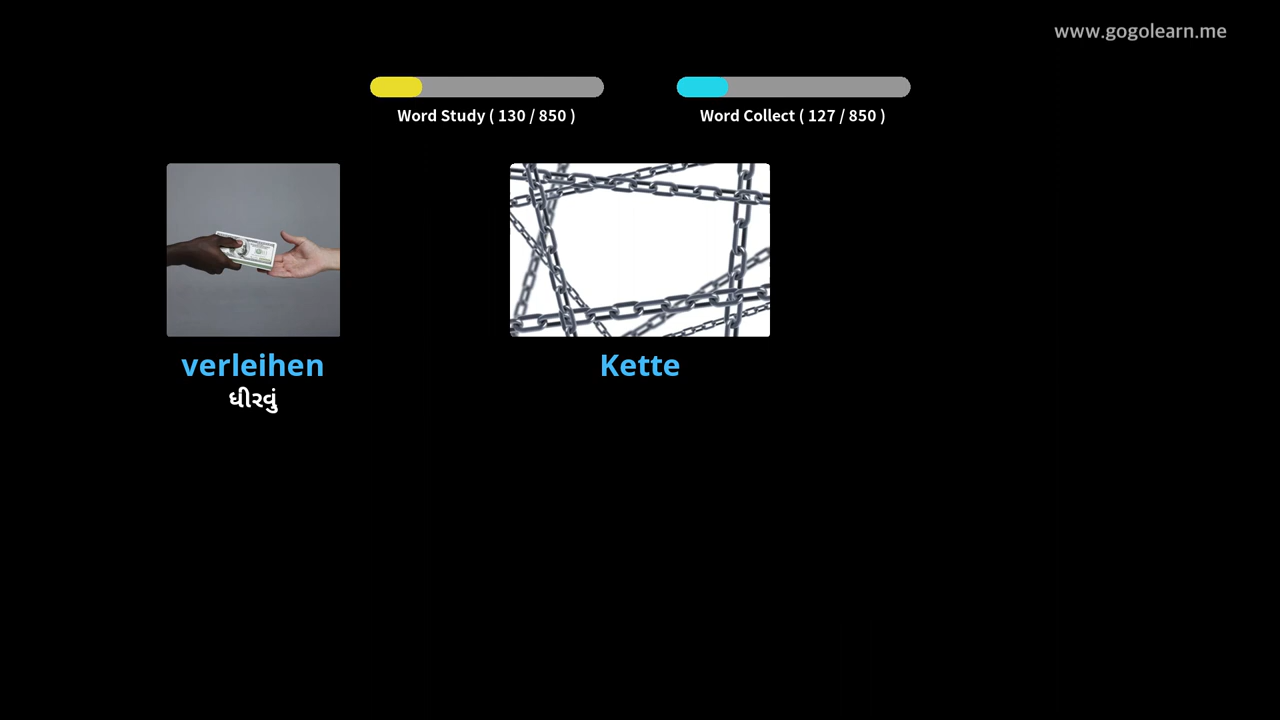 www.gogolearn.me
Word Study ( 130 / 850 )
Word Collect ( 127 / 850 )
verleihen
ધીરવું
Kette